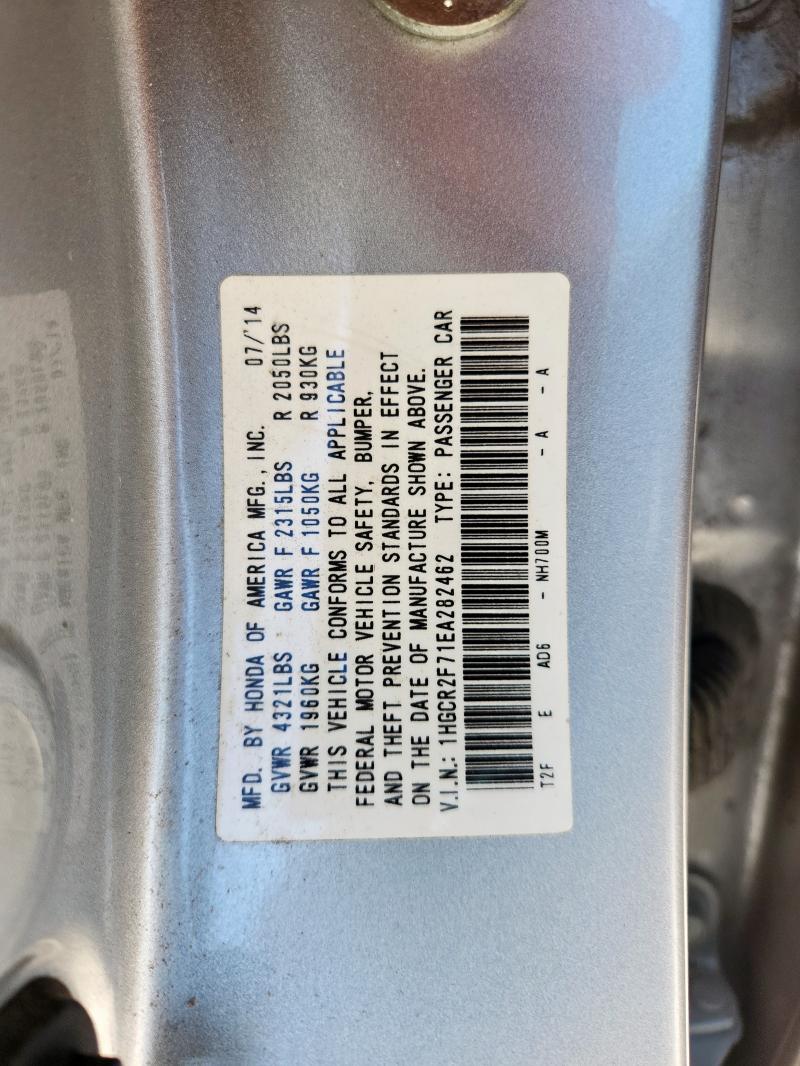 MFD. BY HONDA OF AMERICA MFG., INC. 07/'14
GVWR 4321LBS GAWR F 2315LBS R 2050LBS
GVWR 1960KG GAWR F 1050KG R 930KG
THIS VEHICLE CONFORMS TO ALL APPLICABLE
FEDERAL MOTOR VEHICLE SAFETY, BUMPER,
AND THEFT PREVENTION STANDARDS IN EFFECT
ON THE DATE OF MANUFACTURE SHOWN ABOVE.
V.I.N.: 1HGCR2F71EA282462 TYPE: PASSENGER CAR
T2F E AD6 - NH700M - A - A